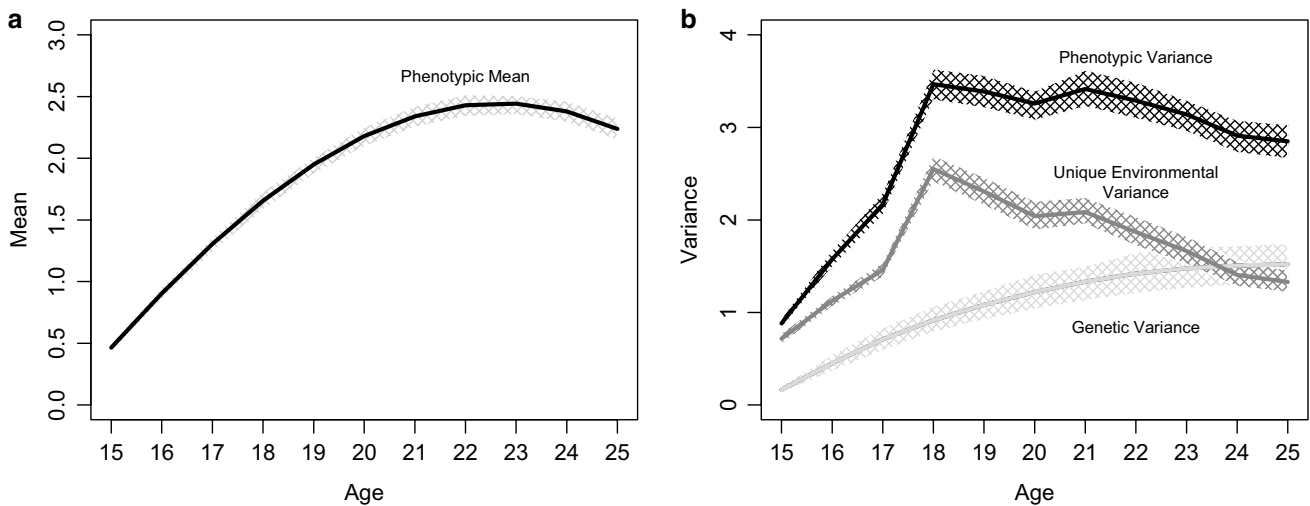 a
3.0
2.5
2.0
1.5
1.0
0.5
0.0
Mean
Phenotypic Mean
15 16 17 18 19 20 21 22 23 24 25
Age
b
4
3
2
1
0
Variance
Phenotypic Variance
Unique Environmental
Variance
Genetic Variance
15 16 17 18 19 20 21 22 23 24 25
Age